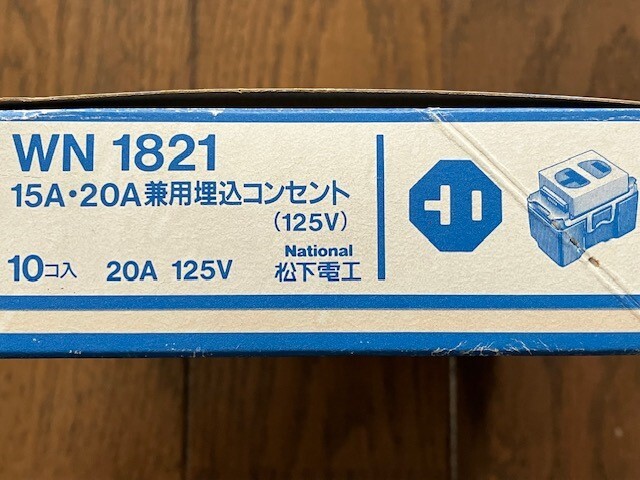 WN 1821
15A・20A兼用埋込コンセント
(125V)
10コ入 20A 125V
National
松下電工